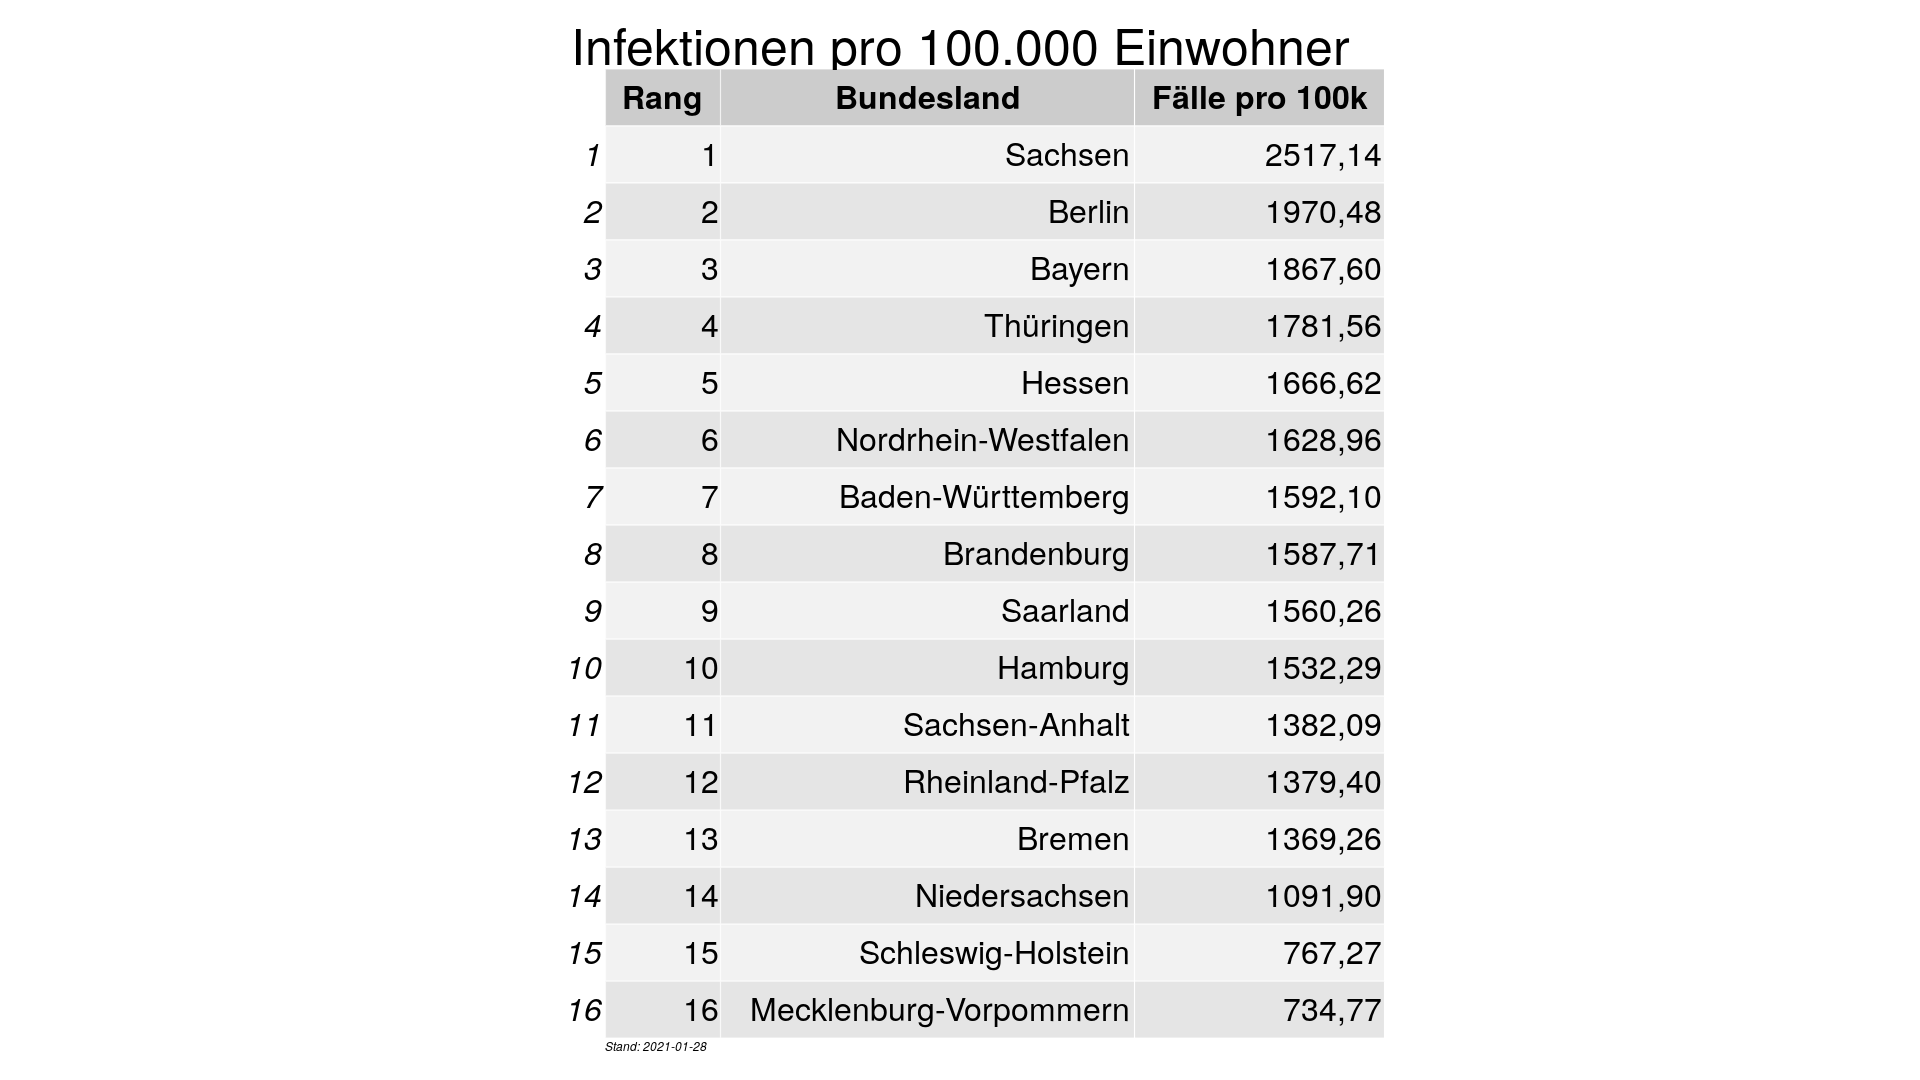 Infektionen pro 100.000 Einwohner
Rang Bundesland Fälle pro 100k
1 1 Sachsen 2517,14
2 2 Berlin 1970,48
3 3 Bayern 1867,60
4 4 Thüringen 1781,56
5 5 Hessen 1666,62
6 6 Nordrhein-Westfalen 1628,96
7 7 Baden-Württemberg 1592,10
8 8 Brandenburg 1587,71
9 9 Saarland 1560,26
10 10 Hamburg 1532,29
11 11 Sachsen-Anhalt 1382,09
12 12 Rheinland-Pfalz 1379,40
13 13 Bremen 1369,26
14 14 Niedersachsen 1091,90
15 15 Schleswig-Holstein 767,27
16 16 Mecklenburg-Vorpommern 734,77
Stand: 2021-01-28